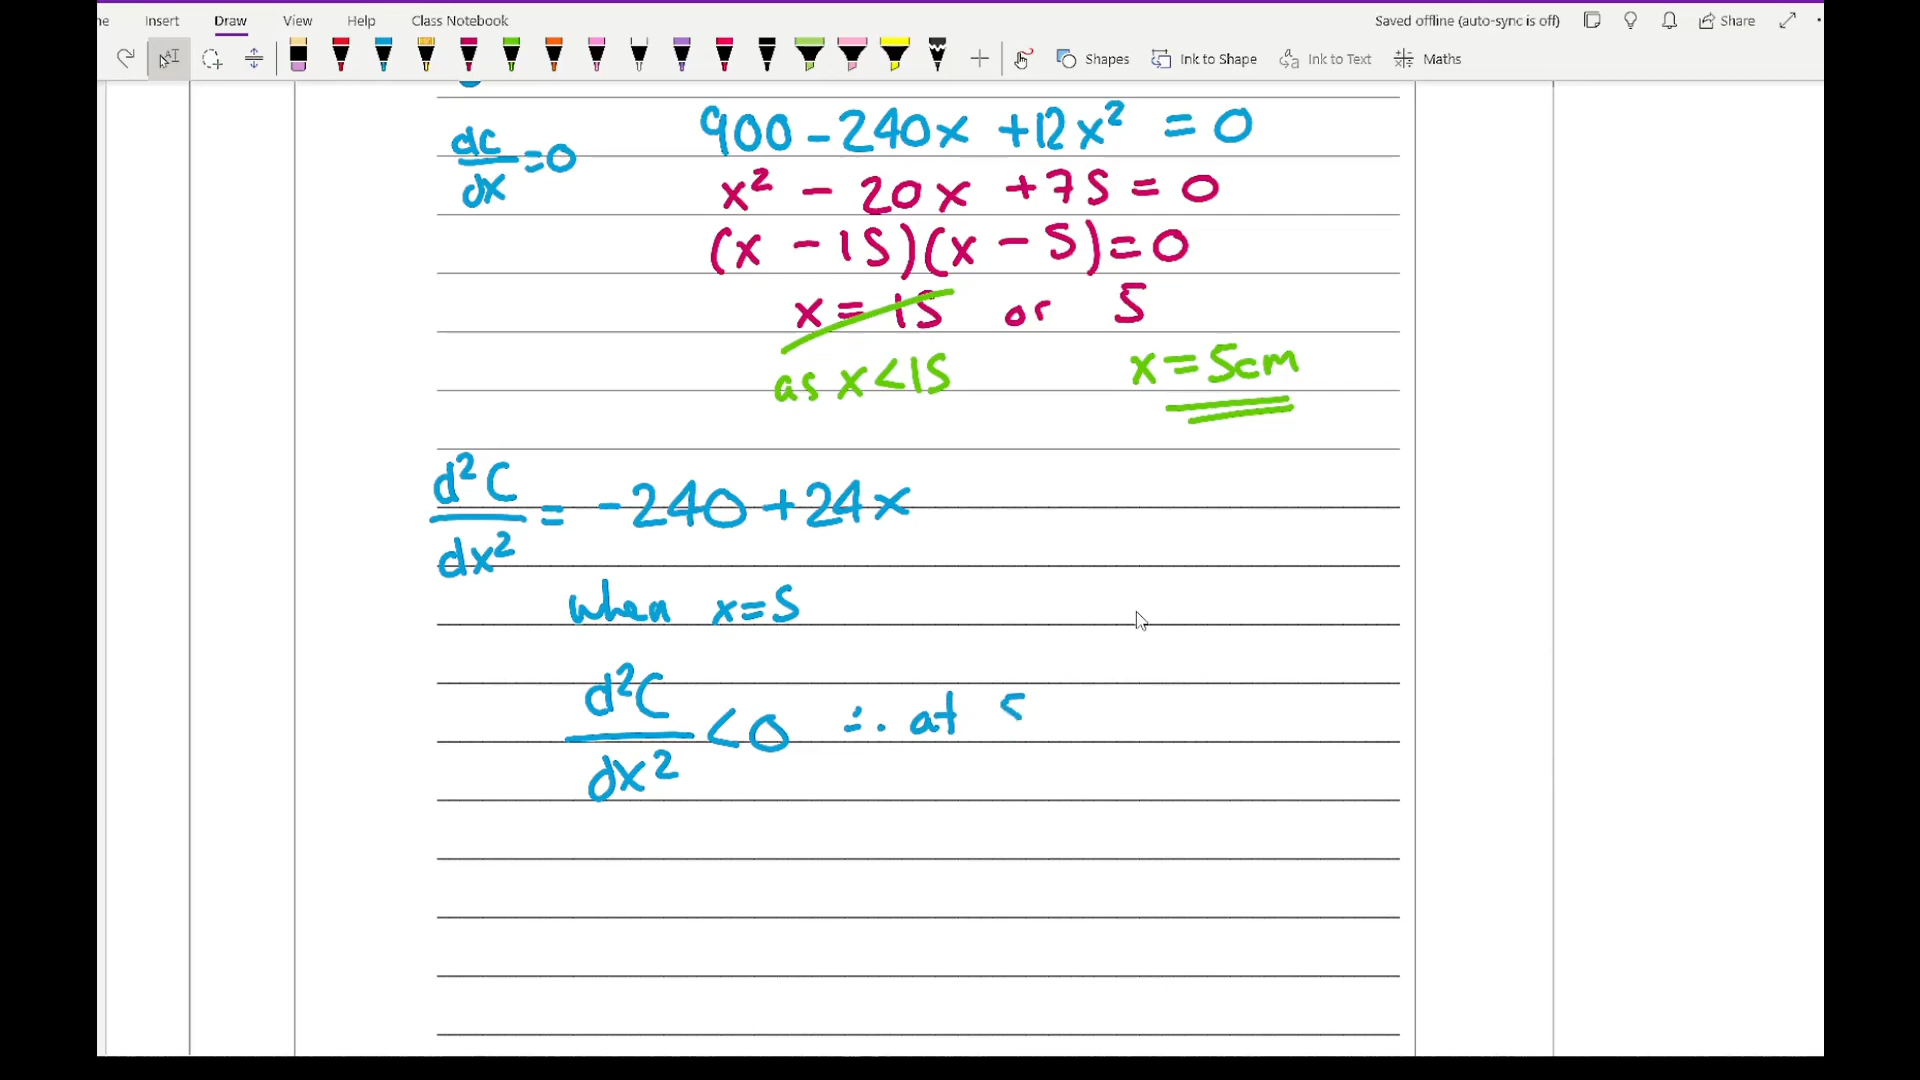 ne Insert Draw View Help Class Notebook Saved offline (auto-sync is off) Share
Shapes Ink to Shape Ink to Text Maths
900 - 240x + 12x² = 0
dC/dx = 0
x² - 20x + 75 = 0
(x - 15)(x - 5) = 0
x = 15 or 5
as x < 15 x = 5cm
d²C/dx² = -240 + 24x
when x = 5
d²C/dx² < 0 ∴ at